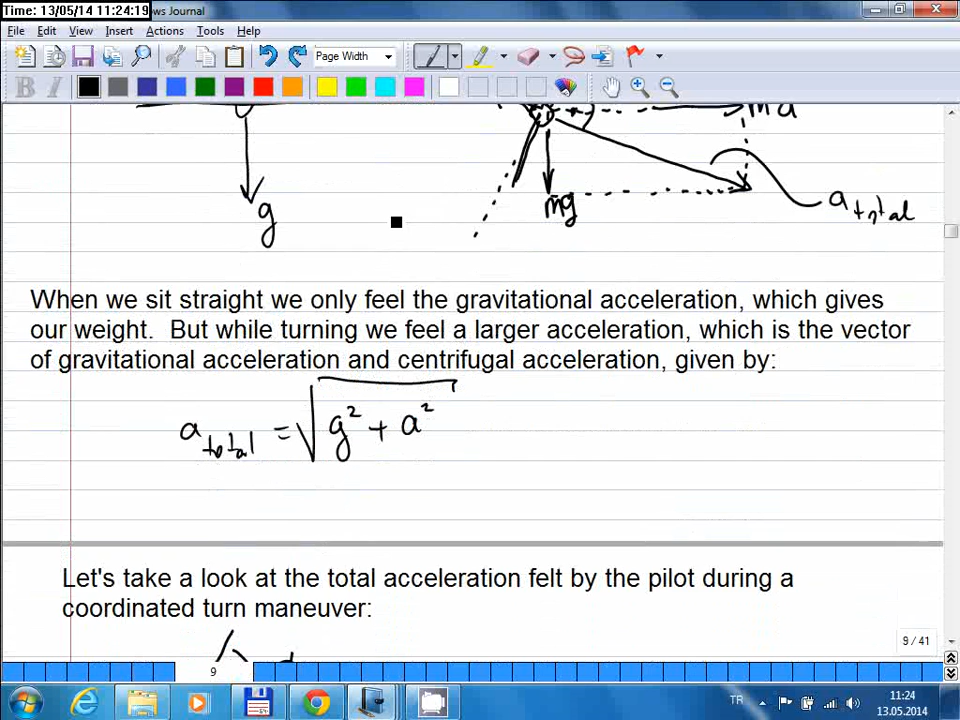 Time: 13/05/14 11:24:19
ows Journal
File Edit View Insert Actions Tools Help
Page Width
B I
ma
g
mg
a total
When we sit straight we only feel the gravitational acceleration, which gives
our weight. But while turning we feel a larger acceleration, which is the vector
of gravitational acceleration and centrifugal acceleration, given by:
a total = √g² + a²
Let's take a look at the total acceleration felt by the pilot during a
coordinated turn maneuver:
9 / 41
9
TR
11:24
13.05.2014